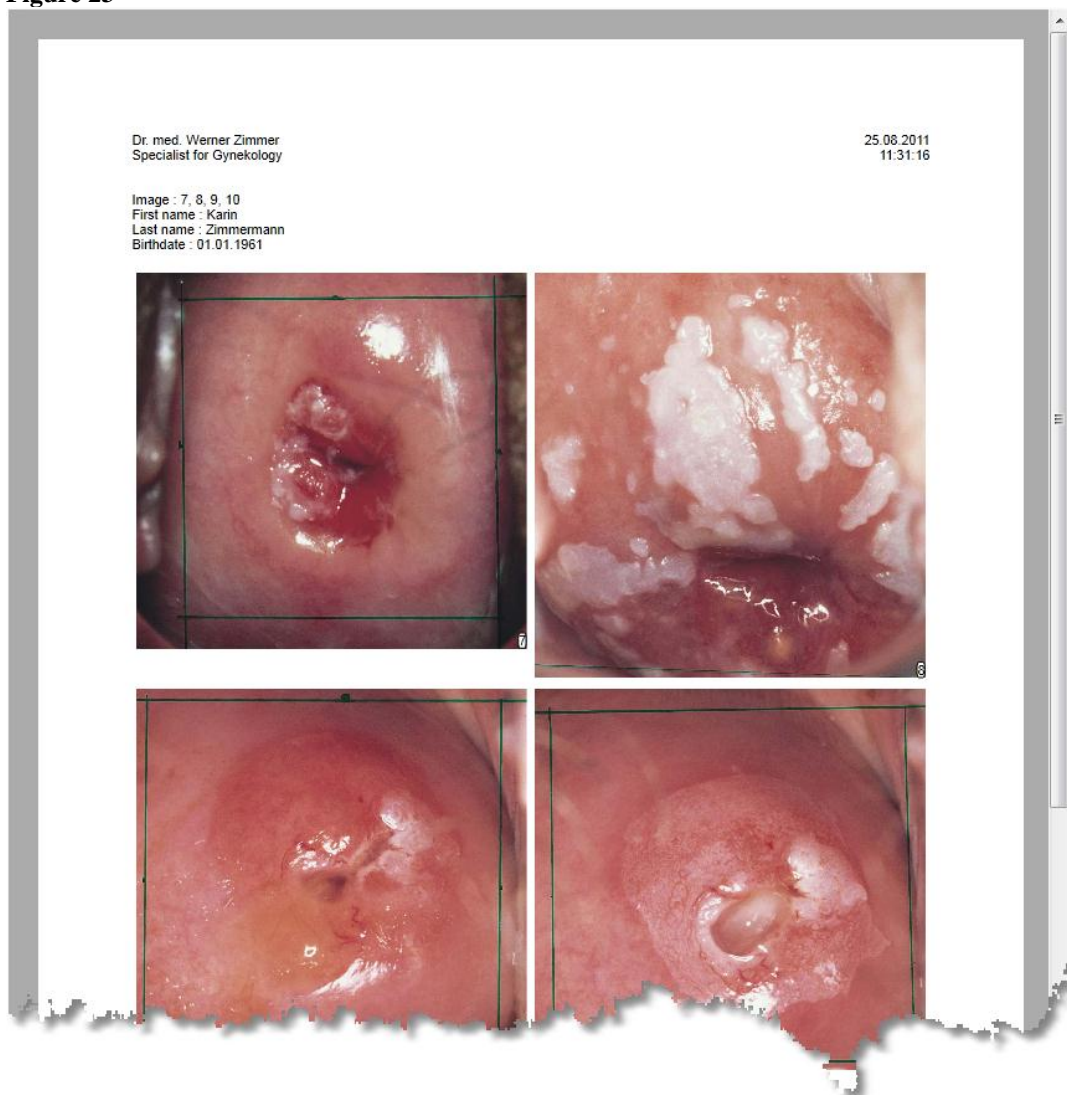 Figure 23
Dr. med. Werner Zimmer
Specialist for Gynekology
25.08.2011
11:31:16
Image : 7, 8, 9, 10
First name : Karin
Last name : Zimmermann
Birthdate : 01.01.1961
7
8